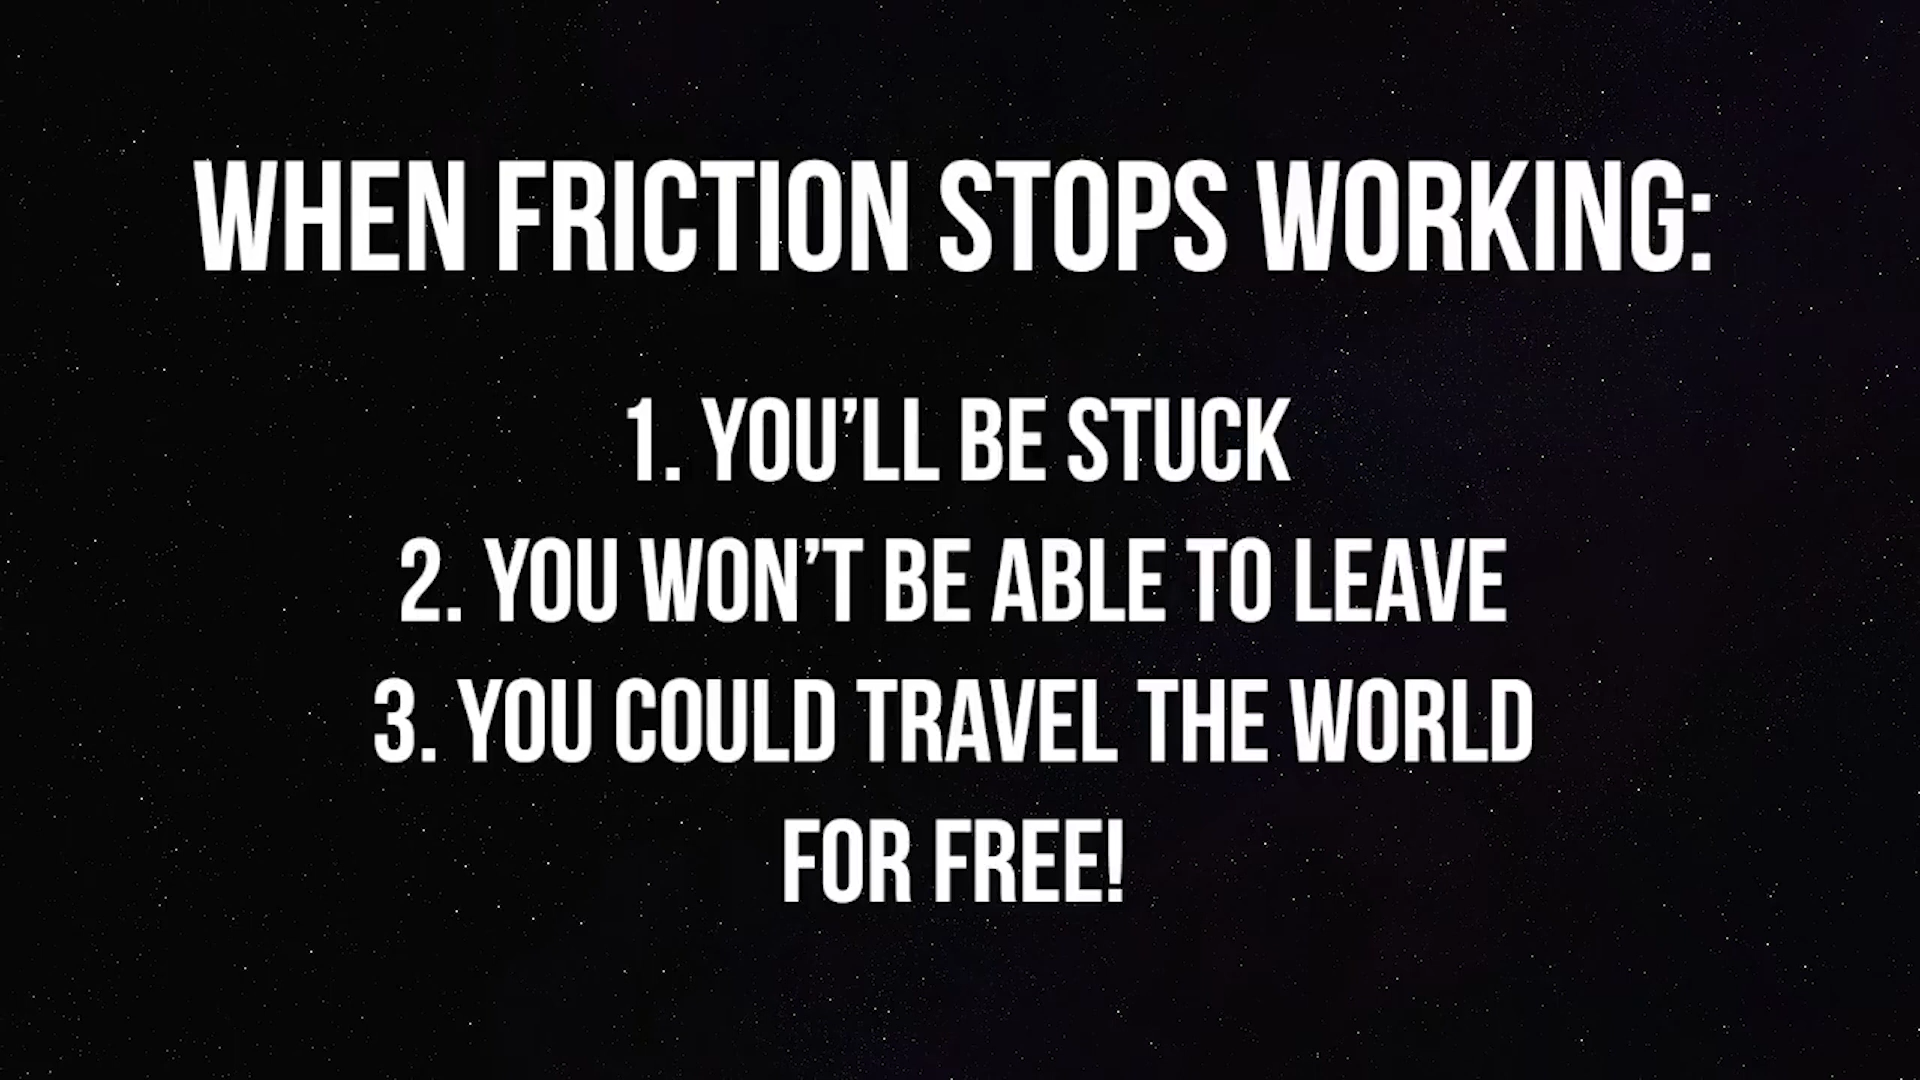 WHEN FRICTION STOPS WORKING:
1. YOU’LL BE STUCK
2. YOU WON’T BE ABLE TO LEAVE
3. YOU COULD TRAVEL THE WORLD
FOR FREE!